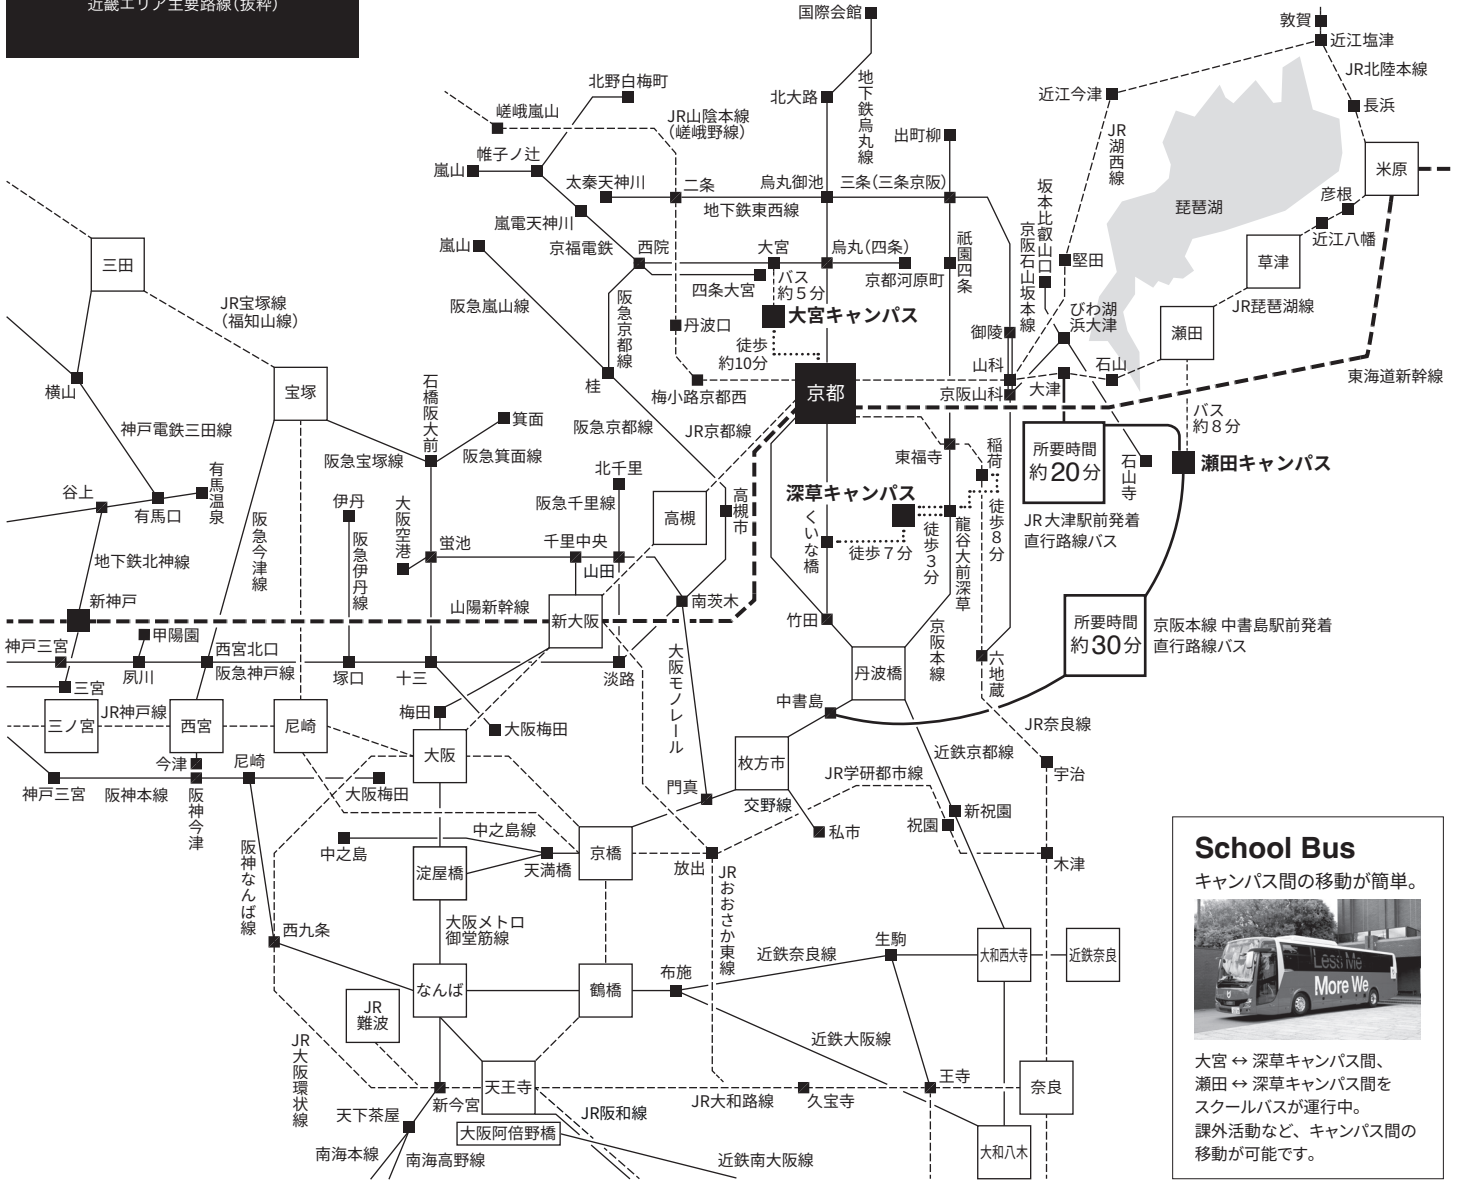 近畿エリア主要路線(抜粋)
国際会館
敦賀
近江塩津
JR北陸本線
長浜
米原
近江今津
JR湖西線
琵琶湖
彦根
近江八幡
草津
JR琵琶湖線
瀬田
東海道新幹線
北野白梅町
北大路
地下鉄烏丸線
嵯峨嵐山
JR山陰本線
(嵯峨野線)
出町柳
帷子ノ辻
嵐山
太秦天神川
二条
烏丸御池
三条(三条京阪)
地下鉄東西線
嵐電天神川
嵐山
京福電鉄
西院
大宮
烏丸(四条)
祇園四条
京都河原町
四条大宮
バス
約5分
坂本比叡山口
京阪石山坂本線
堅田
びわ湖
浜大津
御陵
山科
京阪山科
大津
石山
石山寺
三田
JR宝塚線
(福知山線)
阪急嵐山線
阪急京都線
丹波口
大宮キャンパス
徒歩
約10分
京都
梅小路京都西
桂
阪急京都線
JR京都線
横山
宝塚
石橋阪大前
箕面
阪急宝塚線
阪急箕面線
神戸電鉄三田線
谷上
有馬口
有馬温泉
地下鉄北神線
阪急今津線
伊丹
阪急伊丹線
大阪空港
蛍池
北千里
阪急千里線
千里中央
山田
高槻
高槻市
南茨木
東福寺
稲荷
深草キャンパス
くいな橋
徒歩7分
徒歩3分
龍谷大前深草
徒歩8分
竹田
所要時間
約20分
JR大津駅前発着
直行路線バス
バス
約8分
瀬田キャンパス
所要時間
約30分
京阪本線 中書島駅前発着
直行路線バス
新神戸
山陽新幹線
新大阪
神戸三宮
甲陽園
夙川
西宮北口
阪急神戸線
塚口
十三
淡路
三宮
三ノ宮
JR神戸線
西宮
尼崎
梅田
大阪梅田
大阪
大阪モノレール
丹波橋
京阪本線
六地蔵
中書島
JR奈良線
近鉄京都線
宇治
枚方市
JR学研都市線
交野線
私市
門真
新祝園
祝園
木津
今津
尼崎
神戸三宮
阪神本線
阪神今津
大阪梅田
阪神なんば線
中之島
中之島線
淀屋橋
天満橋
京橋
放出
JRおおさか東線
大阪メトロ
御堂筋線
西九条
なんば
鶴橋
布施
近鉄奈良線
生駒
大和西大寺
近鉄奈良
JR
難波
JR大阪環状線
近鉄大阪線
新今宮
天王寺
JR大和路線
久宝寺
王寺
奈良
天下茶屋
大阪阿倍野橋
JR阪和線
大和八木
南海本線
南海高野線
近鉄南大阪線
School Bus
キャンパス間の移動が簡単。
Less Me
More We
大宮 ↔ 深草キャンパス間、
瀬田 ↔ 深草キャンパス間を
スクールバスが運行中。
課外活動など、キャンパス間の
移動が可能です。